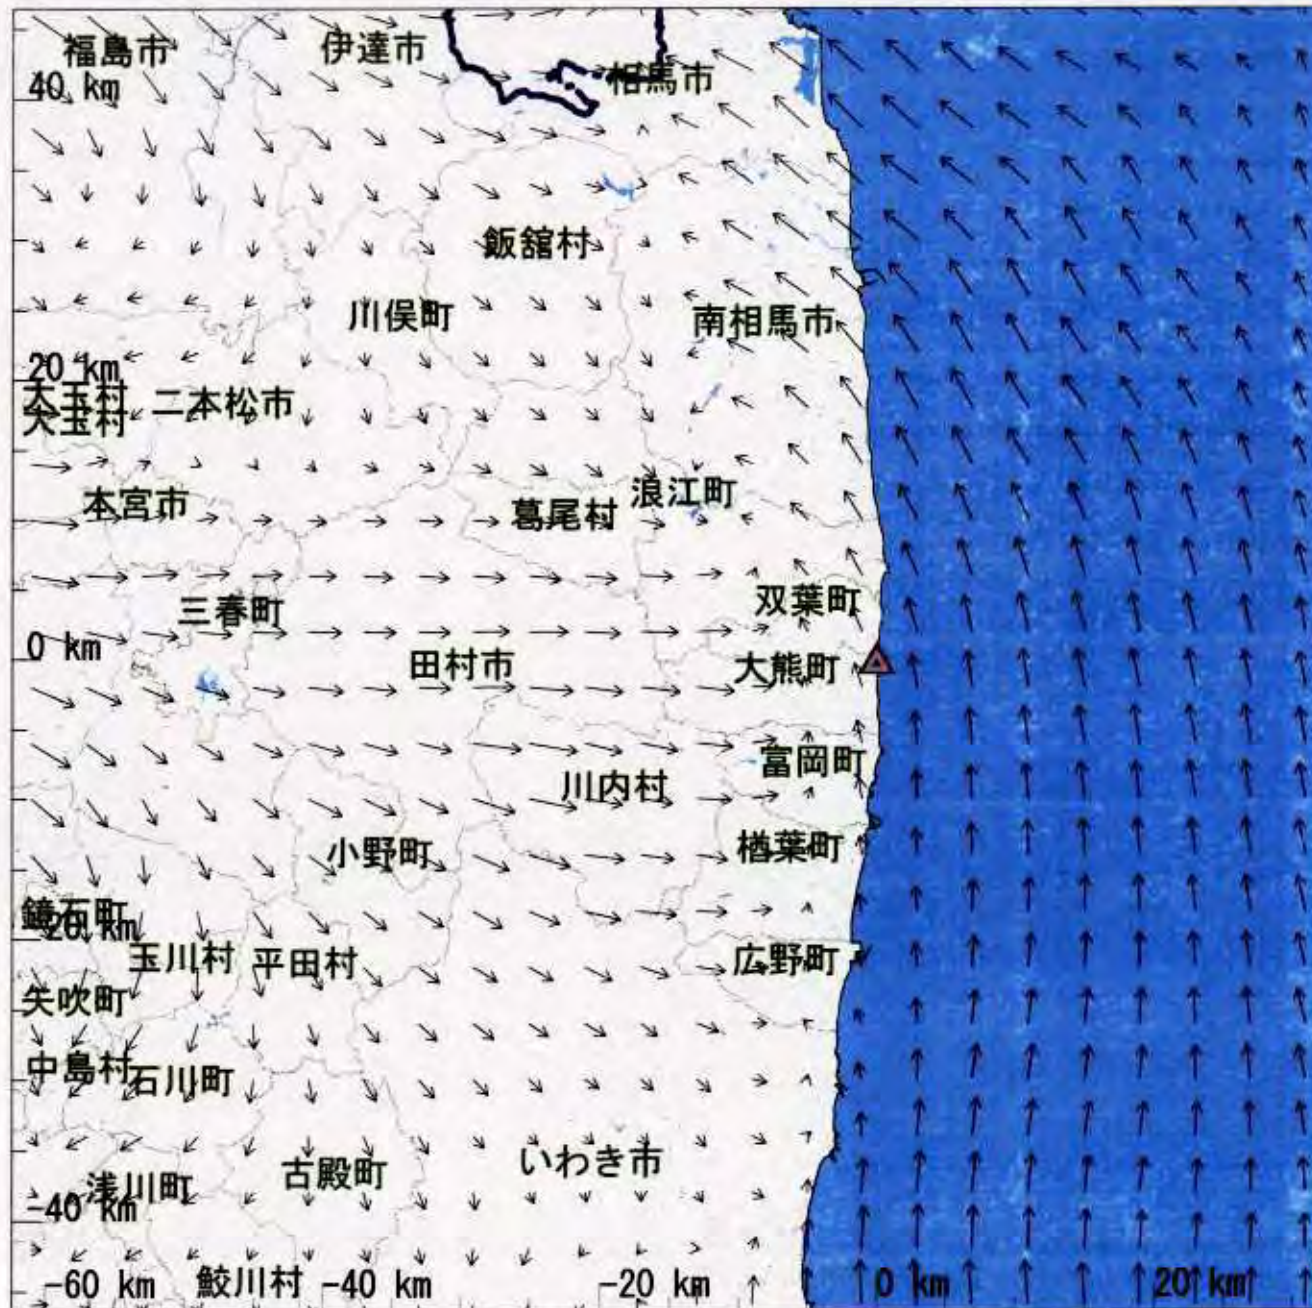 福島市
伊達市
相馬市
40 km
飯舘村
川俣町
南相馬市
20 km
大玉村
大玉村
二本松市
本宮市
葛尾村
浪江町
三春町
双葉町
0 km
田村市
大熊町
富岡町
川内村
小野町
楢葉町
鏡石町
-20 km
玉川村
平田村
広野町
矢吹町
中島村
石川町
浅川町
古殿町
いわき市
-40 km
-60 km
鮫川村
-40 km
-20 km
0 km
20 km